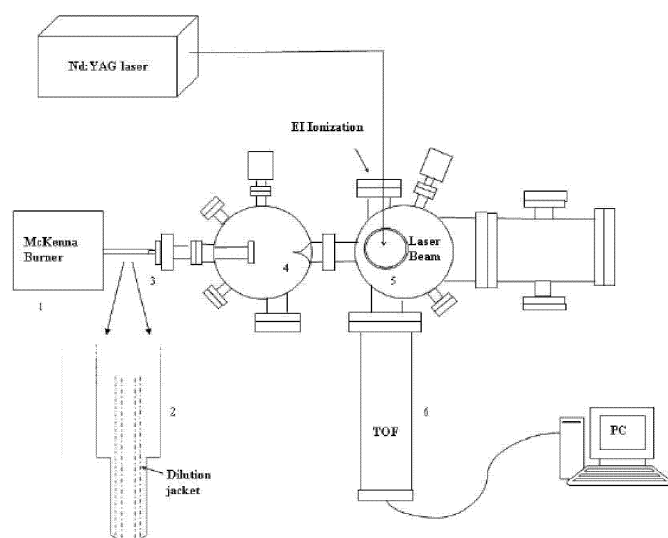 Nd:YAG laser
EI Ionization
McKenna
Burner
Laser
Beam
3
4
5
1
2
6
TOF
PC
Dilution
jacket